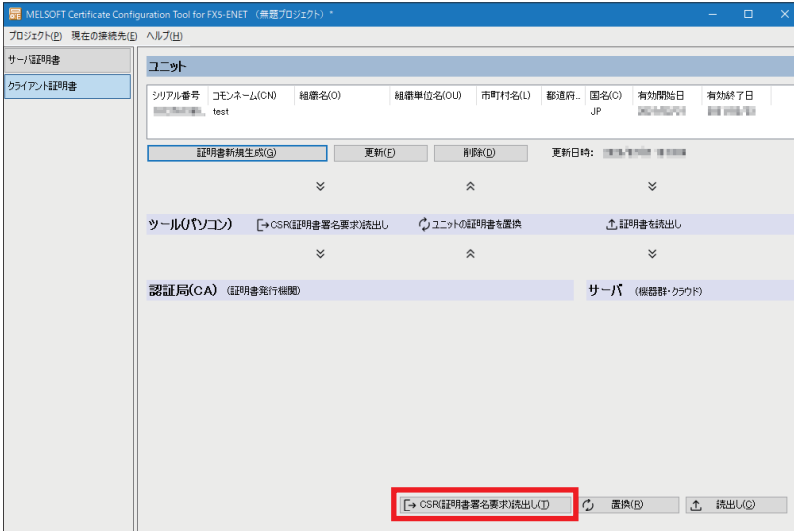 MELSOFT Certificate Configuration Tool for FX5-ENET （無題プロジェクト） *
プロジェクト(P) 現在の接続先(E) ヘルプ(H)
サーバ証明書
クライアント証明書
ユニット
シリアル番号 コモンネーム(CN) 組織名(O) 組織単位名(OU) 市町村名(L) 都道府... 国名(C) 有効開始日 有効終了日
test JP
証明書新規生成(G) 更新(F) 削除(D) 更新日時:
ツール(パソコン) CSR(証明書署名要求)読出し ユニットの証明書を置換 証明書を読出し
認証局(CA) (証明書発行機関) サーバ (機器群・クラウド)
CSR(証明書署名要求)読出し(T) 置換(R) 読出し(C)